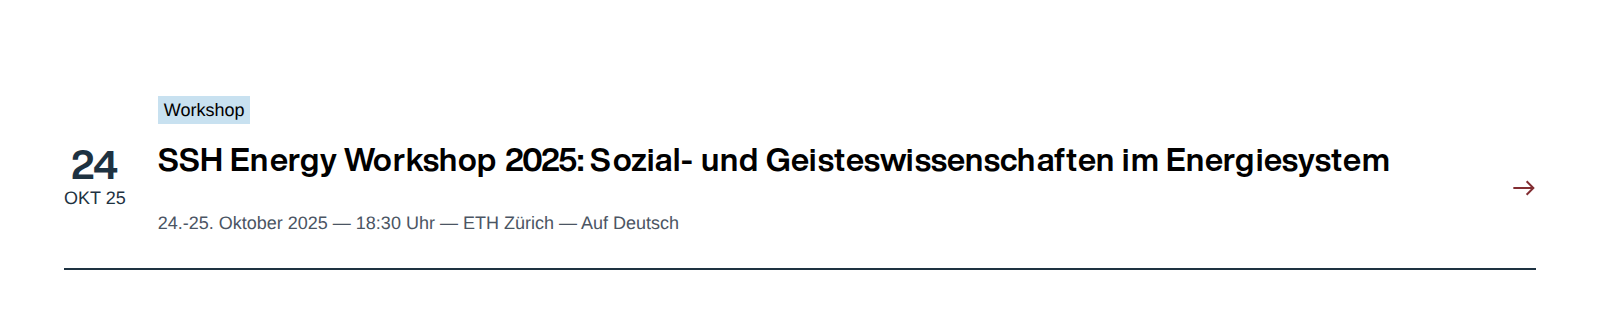 Workshop
24
OKT 25
SSH Energy Workshop 2025: Sozial- und Geisteswissenschaften im Energiesystem
24.-25. Oktober 2025 — 18:30 Uhr — ETH Zürich — Auf Deutsch